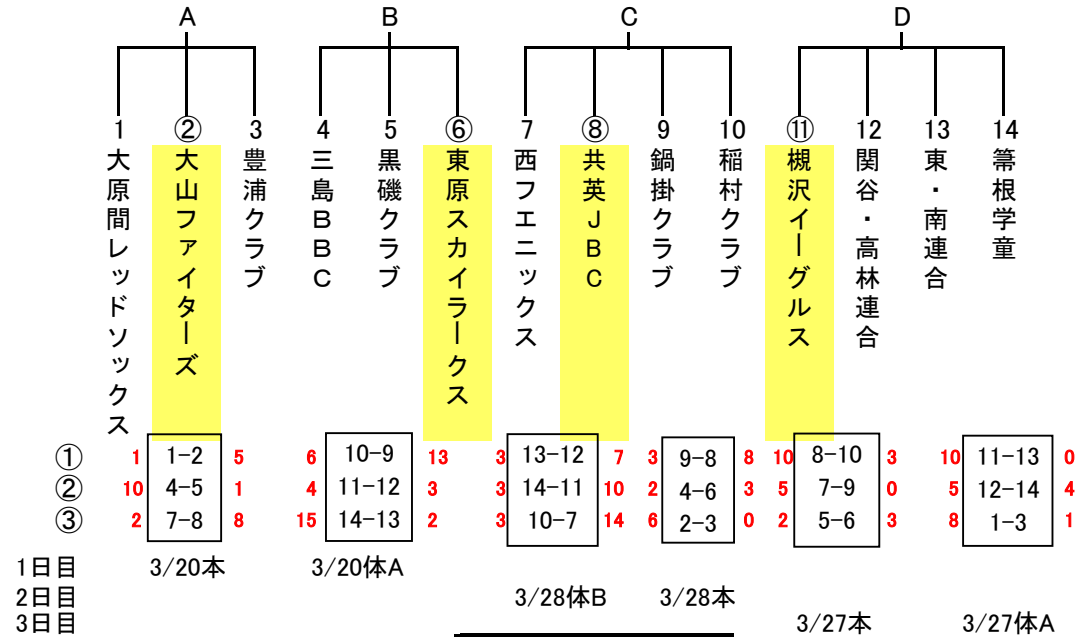 A B C D
1 ② 3 4 5 ⑥ 7 ⑧ 9 10 ⑪ 12 13 14
大原間レッドソックス
大山ファイターズ
豊浦クラブ
三島BBC
黒磯クラブ
東原スカイラークス
西フエニックス
共英JBC
鍋掛クラブ
稲村クラブ
槻沢イーグルス
関谷・高林連合
東・南連合
箒根学童
① 1 1-2 5 6 10-9 13 3 13-12 7 3 9-8 8 10 8-10 3 10 11-13 0
② 10 4-5 1 4 11-12 3 3 14-11 10 2 4-6 3 5 7-9 0 5 12-14 4
③ 2 7-8 8 15 14-13 2 3 10-7 14 6 2-3 0 2 5-6 3 8 1-3 1
1日目 3/20本 3/20体A
2日目 3/28体B 3/28本
3日目 3/27本 3/27体A